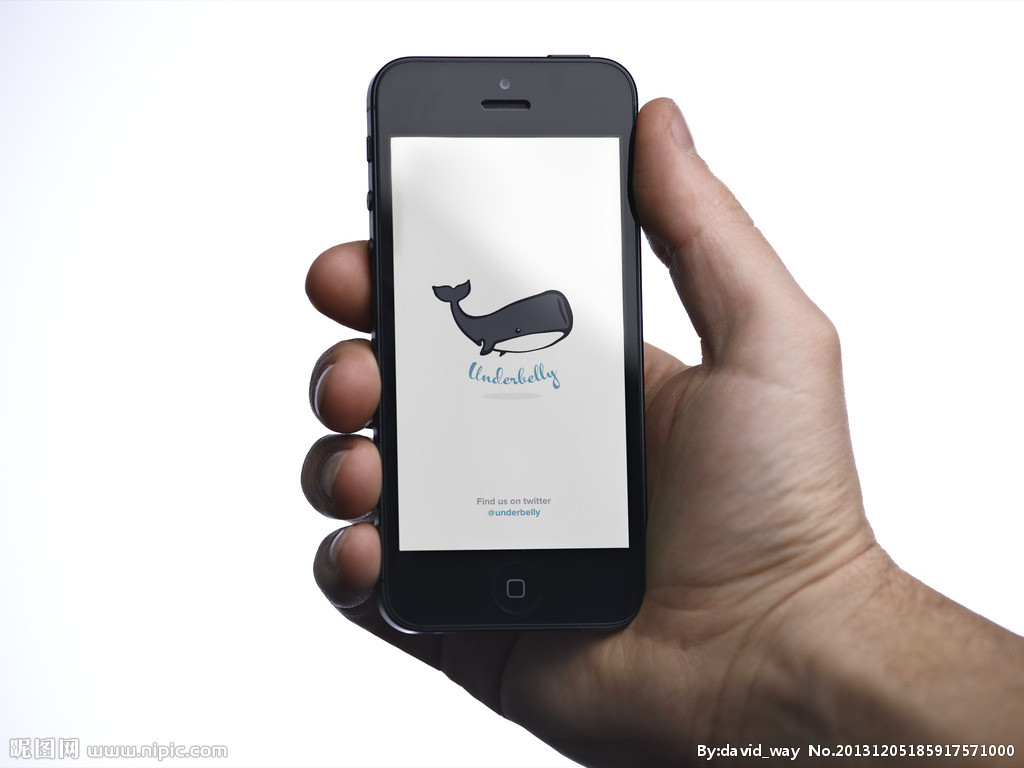 Underbelly
Find us on twitter
@underbelly
昵图网 www.nipic.com
By:david_way No.20131205185917571000